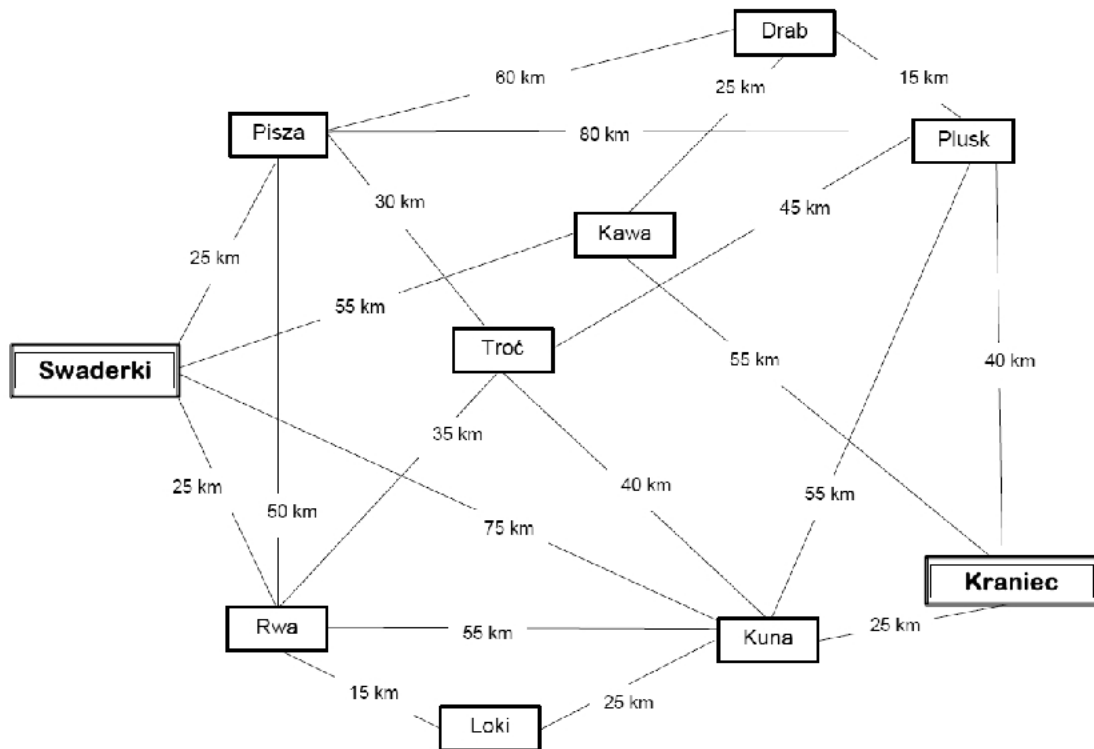 Drab
60 km
25 km
15 km
Pisza
80 km
Plusk
30 km
45 km
Kawa
25 km
55 km
Troć
55 km
40 km
Swaderki
35 km
25 km
40 km
55 km
50 km
75 km
Kraniec
Rwa
55 km
Kuna
25 km
15 km
25 km
Loki